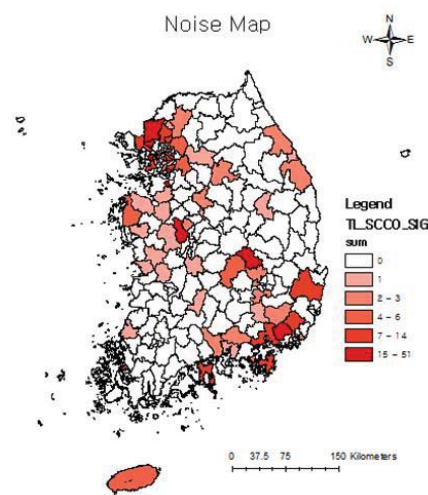 Noise Map
N
W E
S
Legend
TL_SCCO_SIG
sum
0
1
2 - 3
4 - 6
7 - 14
15 - 51
0 37.5 75 150 Kilometers